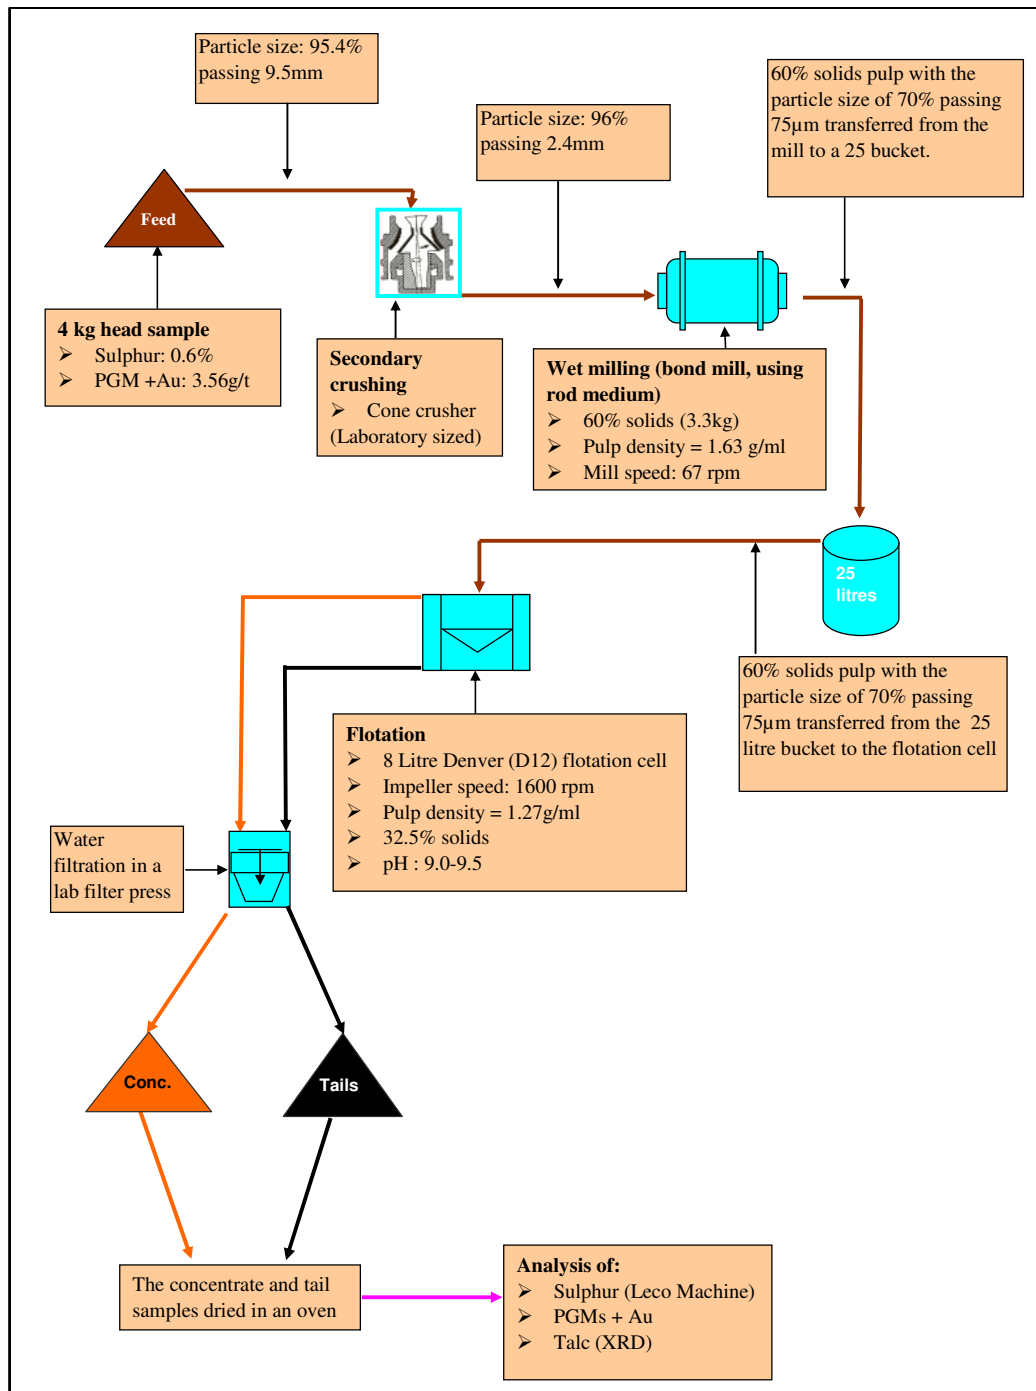 Particle size: 95.4%
passing 9.5mm
60% solids pulp with the
particle size of 70% passing
75µm transferred from the
mill to a 25 bucket.
Particle size: 96%
passing 2.4mm
Feed
4 kg head sample
➢ Sulphur: 0.6%
➢ PGM +Au: 3.56g/t
Secondary
crushing
➢ Cone crusher
(Laboratory sized)
Wet milling (bond mill, using
rod medium)
➢ 60% solids (3.3kg)
➢ Pulp density = 1.63 g/ml
➢ Mill speed: 67 rpm
25
litres
60% solids pulp with the
particle size of 70% passing
75µm transferred from the 25
litre bucket to the flotation cell
Flotation
➢ 8 Litre Denver (D12) flotation cell
➢ Impeller speed: 1600 rpm
➢ Pulp density = 1.27g/ml
➢ 32.5% solids
➢ pH : 9.0-9.5
Water
filtration in a
lab filter press
Conc.
Tails
The concentrate and tail
samples dried in an oven
Analysis of:
➢ Sulphur (Leco Machine)
➢ PGMs + Au
➢ Talc (XRD)